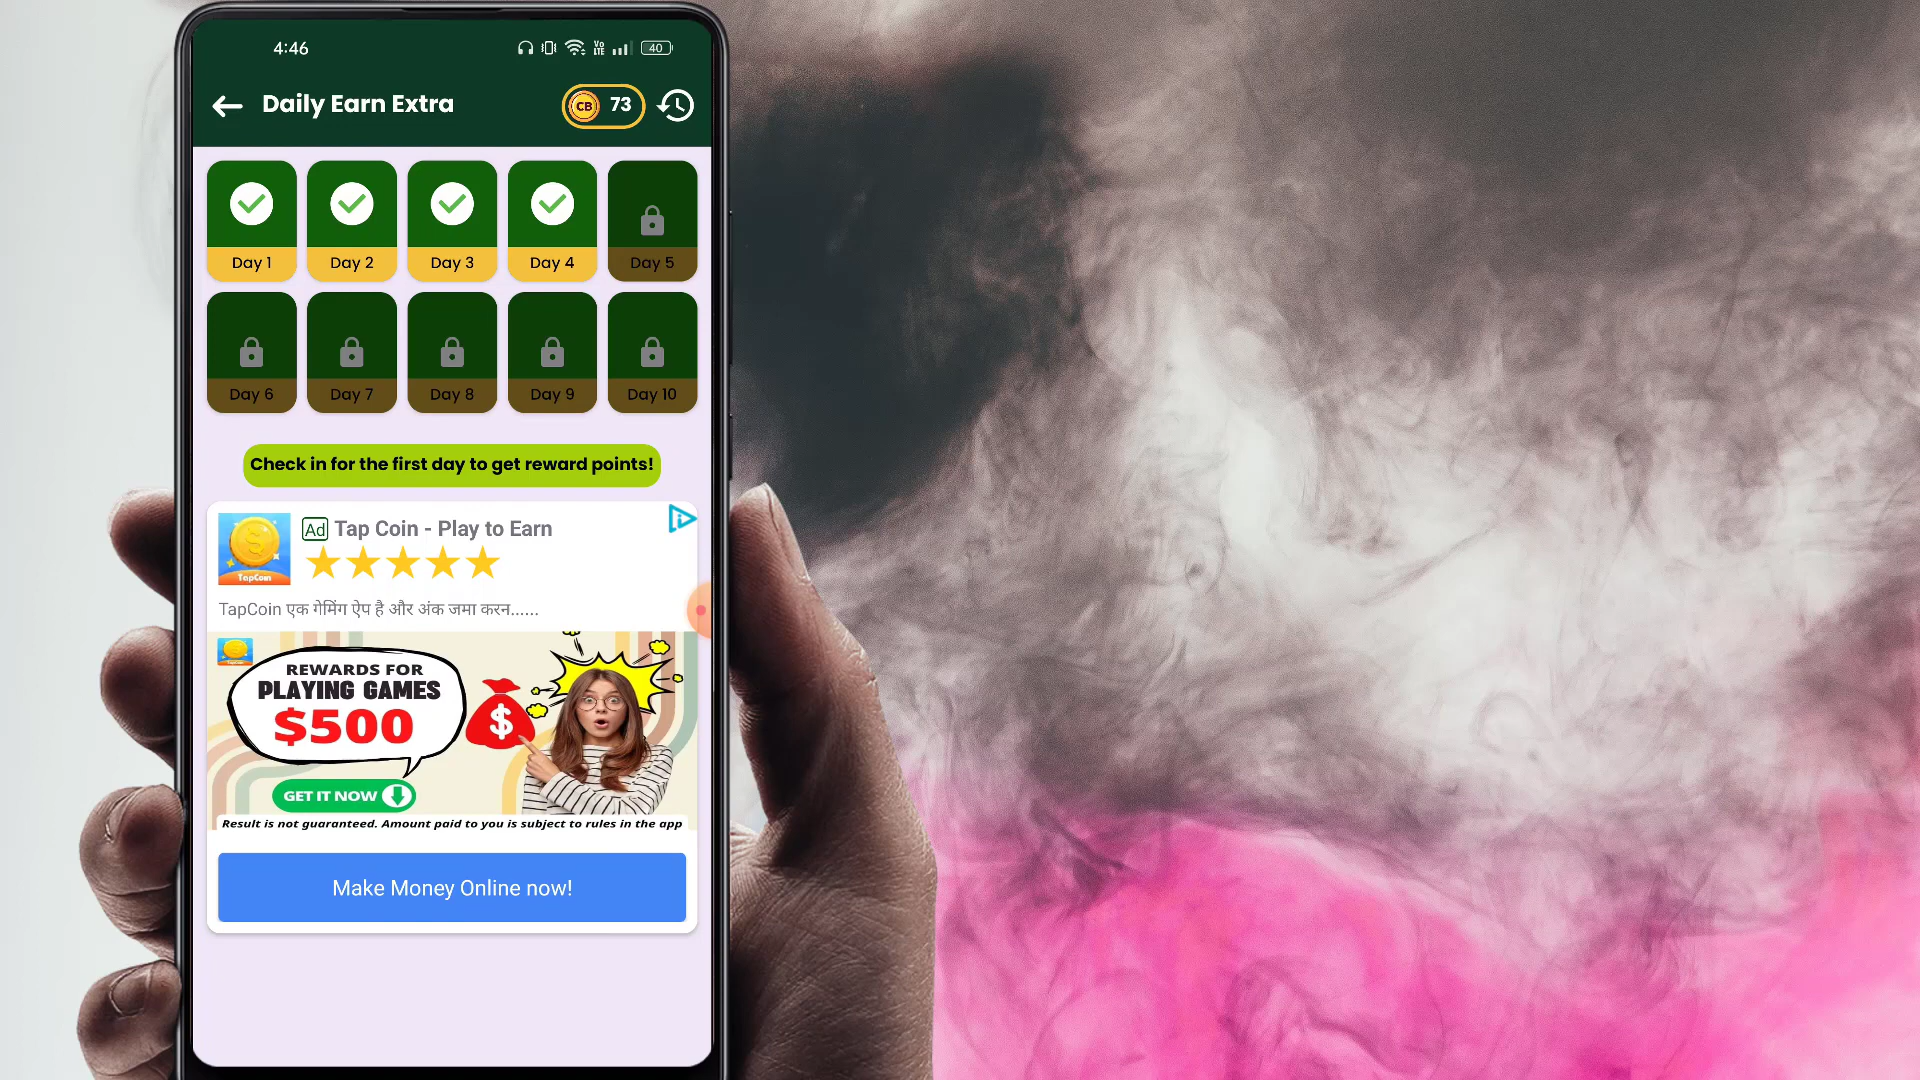 4:46
Vo LTE
40
Daily Earn Extra
CB 73
Day 1
Day 2
Day 3
Day 4
Day 5
Day 6
Day 7
Day 8
Day 9
Day 10
Check in for the first day to get reward points!
Ad Tap Coin - Play to Earn
TapCoin
TapCoin एक गेमिंग ऐप है और अंक जमा करन......
REWARDS FOR
PLAYING GAMES
$500
$
GET IT NOW
Result is not guaranteed. Amount paid to you is subject to rules in the app
Make Money Online now!